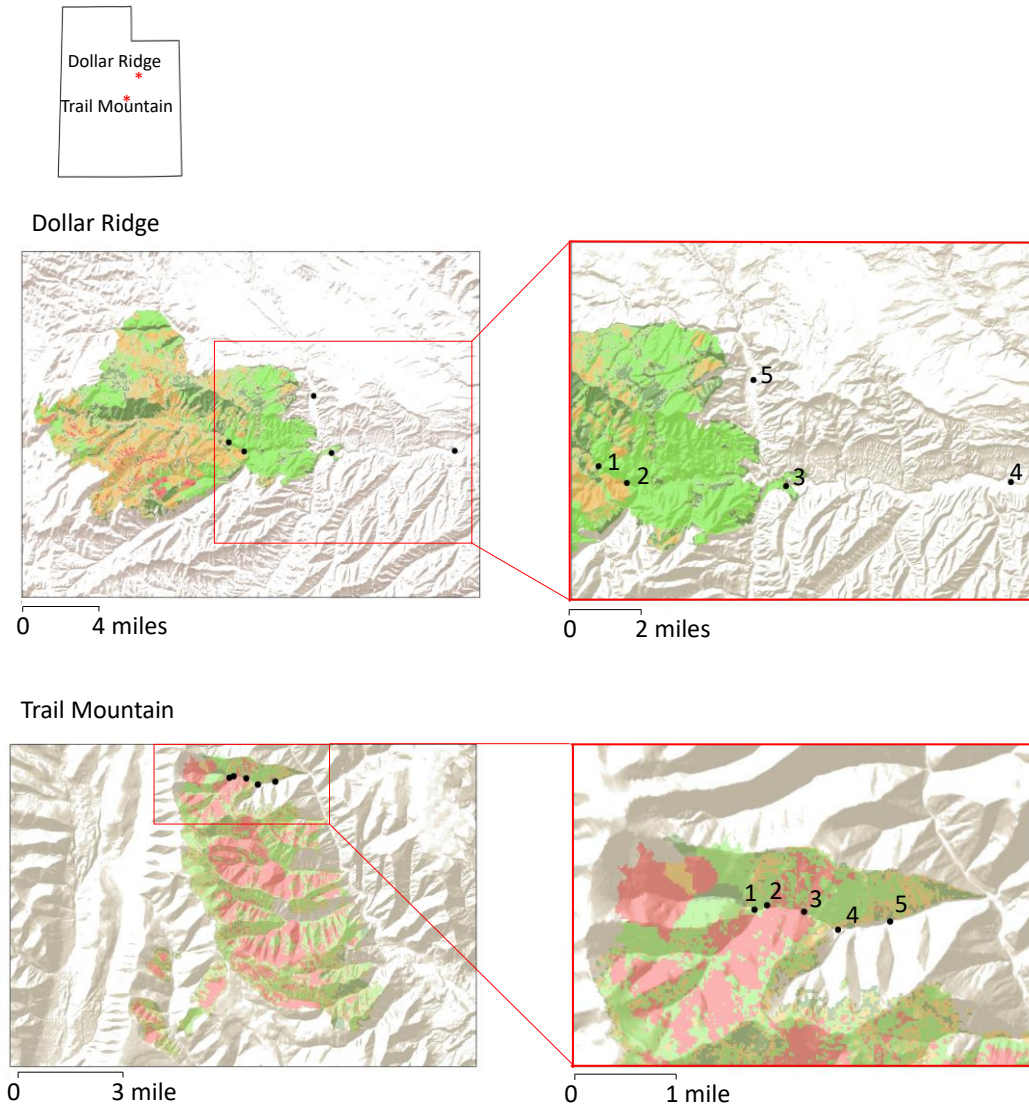 Dollar Ridge
*
*
Trail Mountain
Dollar Ridge
5
1
2
3
4
0 4 miles
0 2 miles
Trail Mountain
1 2 3
4 5
0 3 mile
0 1 mile